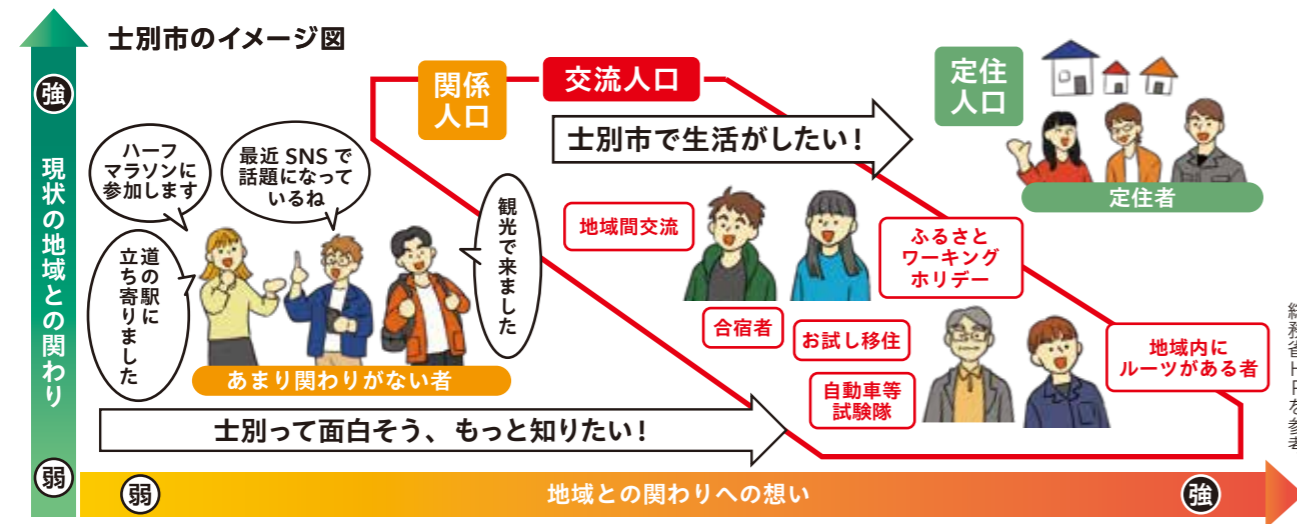 士別市のイメージ図
強
現状の地域との関わり
弱
関係
人口
交流人口
定住
人口
士別市で生活がしたい！
定住者
ハーフ
マラソンに
参加します
最近 SNS で
話題になって
いるね
道の駅に
立ち寄りました
観光で来ました
あまり関わりがない者
地域間交流
ふるさと
ワーキング
ホリデー
合宿者
お試し移住
自動車等
試験隊
地域内に
ルーツがある者
士別って面白そう、もっと知りたい！
弱
地域との関わりへの想い
強
総務省HPを参考